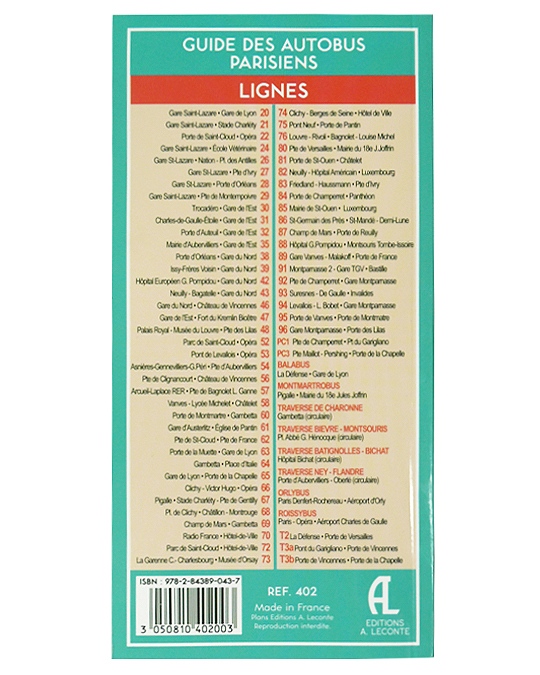 GUIDE DES AUTOBUS
PARISIENS
LIGNES
Gare Saint-Lazare • Gare de Lyon 20
Gare Saint-Lazare • Stade Charléty 21
Porte de Saint-Cloud • Opéra 22
Gare Saint-Lazare • École Vétérinaire 24
Gare St-Lazare • Nation - Pl. des Antilles 26
Gare St-Lazare • Pte d'Ivry 27
Gare St-Lazare • Porte d'Orléans 28
Gare Saint-Lazare • Pte de Montempoivre 29
Trocadéro • Gare de l'Est 30
Charles-de-Gaulle-Étoile • Gare de l'Est 31
Porte d'Auteuil • Gare de l'Est 32
Mairie d'Aubervilliers • Gare de l'Est 35
Porte d'Orléans • Gare du Nord 38
Issy-Frères Voisin • Gare du Nord 39
Hôpital Européen G. Pompidou • Gare du Nord 42
Neuilly - Bagatelle • Gare du Nord 43
Gare du Nord • Château de Vincennes 46
Gare de l'Est • Fort du Kremlin Bicêtre 47
Palais Royal - Musée du Louvre • Pte des Lilas 48
Parc de Saint-Cloud • Opéra 52
Pont de Levallois • Opéra 53
Asnières-Gennevilliers-G.Péri • Pte d'Aubervilliers 54
Pte de Clignancourt • Château de Vincennes 56
Arcueil-Laplace RER • Pte de Bagnolet L. Ganne 57
Vanves - Lycée Michelet • Châtelet 58
Porte de Montmartre • Gambetta 60
Gare d'Austerlitz • Église de Pantin 61
Pte de St-Cloud • Pte de France 62
Porte de la Muette • Gare de Lyon 63
Gambetta • Place d'Italie 64
Gare de Lyon • Porte de la Chapelle 65
Clichy - Victor Hugo • Opéra 66
Pigalle • Stade Charléty - Pte de Gentilly 67
Pl. de Clichy • Châtillon - Montrouge 68
Champ de Mars • Gambetta 69
Radio France • Hôtel-de-Ville 70
Parc de Saint-Cloud • Hôtel-de-Ville 72
La Garenne C.- Charlesbourg • Musée d'Orsay 73
74 Clichy - Berges de Seine • Hôtel de Ville
75 Pont Neuf • Porte de Pantin
76 Louvre - Rivoli • Bagnolet - Louise Michel
80 Pte de Versailles • Mairie du 18e J.Joffrin
81 Porte de St-Ouen • Châtelet
82 Neuilly - Hôpital Américain • Luxembourg
83 Friedland - Haussmann • Pte d'Ivry
84 Porte de Champerret • Panthéon
85 Mairie de St-Ouen • Luxembourg
86 St-Germain des Prés • St-Mandé - Demi-Lune
87 Champ de Mars • Porte de Reuilly
88 Hôpital G.Pompidou • Montsouris Tombe-Issoire
89 Gare Vanves - Malakoff • Porte de France
91 Montparnasse 2 - Gare TGV • Bastille
92 Pte de Champerret • Gare Montparnasse
93 Suresnes - De Gaulle • Invalides
94 Levallois - L. Bobet • Gare Montparnasse
95 Porte de Vanves • Porte de Montmatre
96 Gare Montparnasse • Porte des Lilas
PC1 Pte de Champerret • Pt du Garigliano
PC3 Pte Maillot - Pershing • Porte de la Chapelle
BALABUS
La Défense • Gare de Lyon
MONTMARTROBUS
Pigalle • Mairie du 18e Jules Joffrin
TRAVERSE DE CHARONNE
Gambetta (circulaire)
TRAVERSE BIEVRE - MONTSOURIS
Pl. Abbé G. Hénocque (circulaire)
TRAVERSE BATIGNOLLES - BICHAT
Hôpital Bichat (circulaire)
TRAVERSE NEY - FLANDRE
Porte d'Aubervilliers - Oberlé (circulaire)
ORLYBUS
Paris Denfert-Rochereau • Aéroport d'Orly
ROISSYBUS
Paris - Opéra • Aéroport Charles de Gaulle
T2 La Défense • Porte de Versailles
T3a Pont du Garigliano • Porte de Vincennes
T3b Porte de Vincennes • Porte de la Chapelle
ISBN : 978-2-84389-043-7
3 050810 402003
REF. 402
Made in France
Plans Editions A. Leconte
Reproduction interdite.
AL
EDITIONS
A. LECONTE